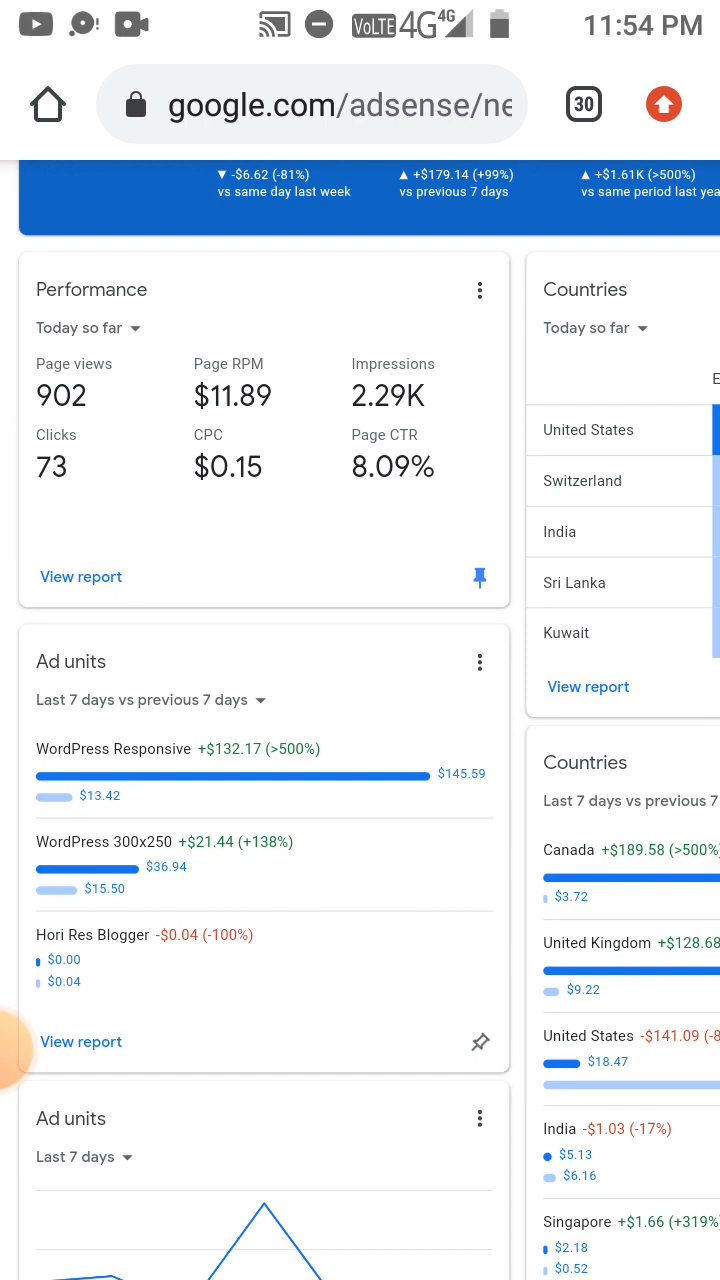 VoLTE 4G 4G 11:54 PM
google.com/adsense/ne 30
▼ -$6.62 (-81%) ▲ +$179.14 (+99%) ▲ +$1.61K (>500%)
vs same day last week vs previous 7 days vs same period last yea
Performance
Today so far
Page views Page RPM Impressions
902 $11.89 2.29K
Clicks CPC Page CTR
73 $0.15 8.09%
View report
Countries
Today so far
E
United States
Switzerland
India
Sri Lanka
Kuwait
View report
Ad units
Last 7 days vs previous 7 days
WordPress Responsive +$132.17 (>500%)
$145.59
$13.42
WordPress 300x250 +$21.44 (+138%)
$36.94
$15.50
Hori Res Blogger -$0.04 (-100%)
$0.00
$0.04
View report
Countries
Last 7 days vs previous 7
Canada +$189.58 (>500%)
$3.72
United Kingdom +$128.68
$9.22
United States -$141.09 (-8
$18.47
India -$1.03 (-17%)
$5.13
$6.16
Singapore +$1.66 (+319%)
$2.18
$0.52
Ad units
Last 7 days